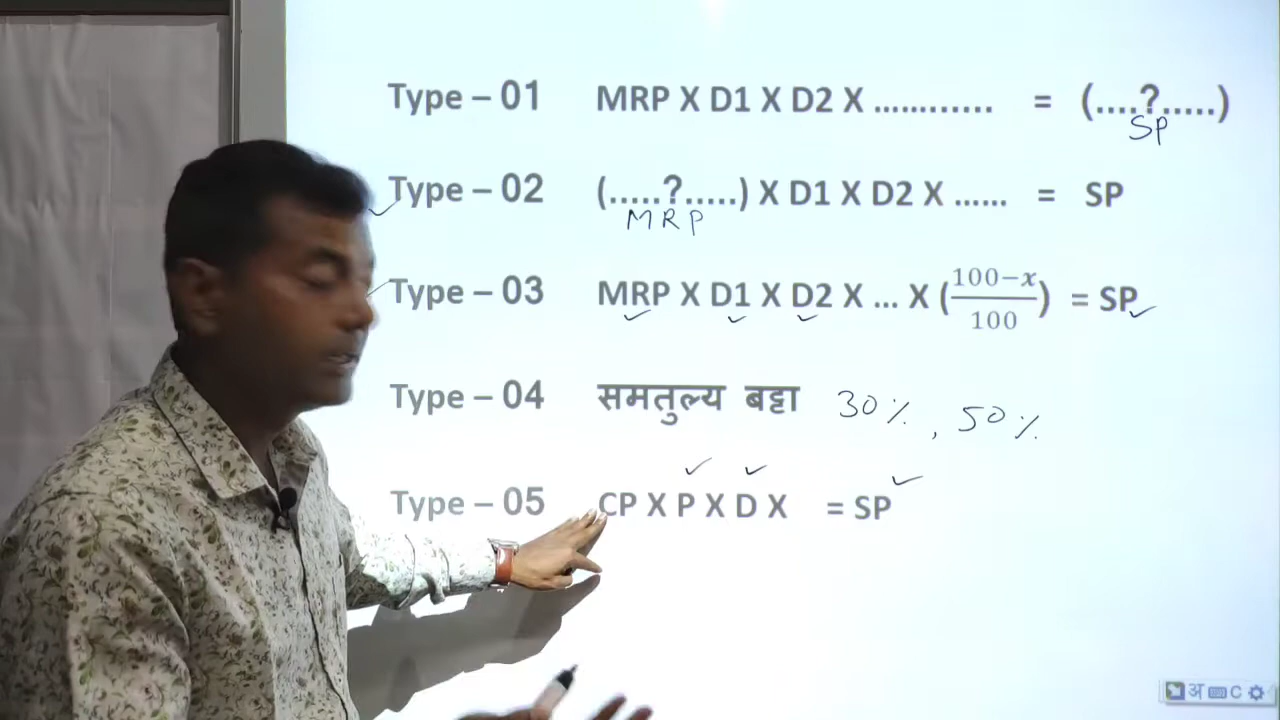 Type – 01 MRP X D1 X D2 X ............ = (....?.....)
SP
Type – 02 (.....?.....) X D1 X D2 X ...... = SP
MRP
Type – 03 MRP X D1 X D2 X ... X (\frac{100-x}{100}) = SP
Type – 04 समतुल्य बट्टा 30%, 50%
Type – 05 CP X P X D X = SP
अ C